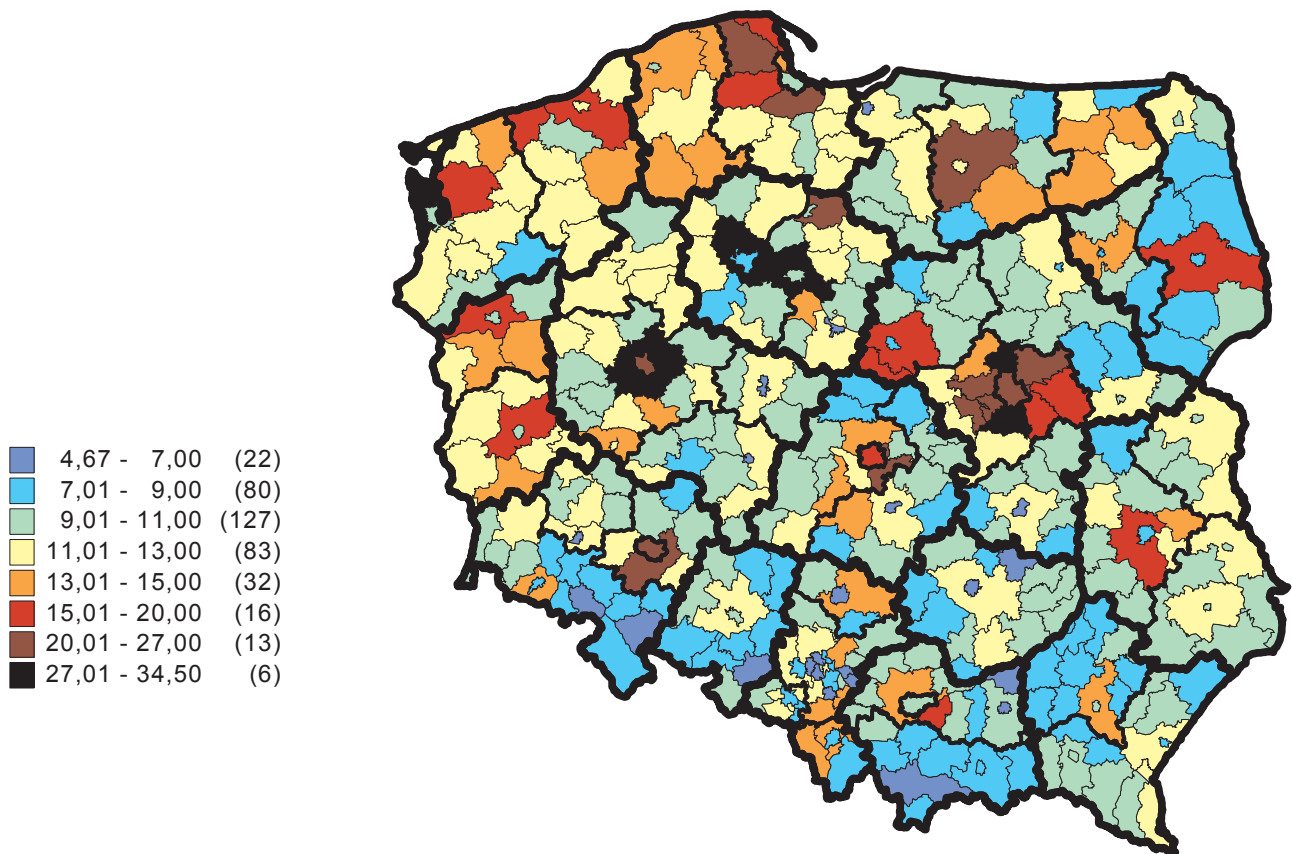 4,67 - 7,00 (22)
7,01 - 9,00 (80)
9,01 - 11,00 (127)
11,01 - 13,00 (83)
13,01 - 15,00 (32)
15,01 - 20,00 (16)
20,01 - 27,00 (13)
27,01 - 34,50 (6)